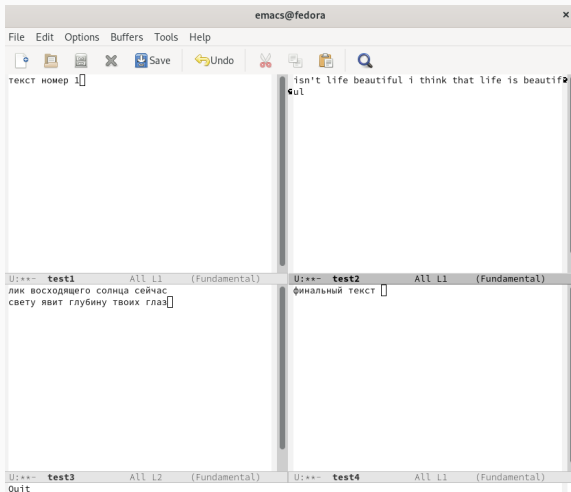 emacs@fedora ×
File Edit Options Buffers Tools Help
Save Undo
текст номер 1
isn't life beautiful i think that life is beautif
ul
U:**- test1 All L1 (Fundamental)
U:**- test2 All L1 (Fundamental)
лик восходящего солнца сейчас
свету явит глубину твоих глаз
финальный текст
U:**- test3 All L2 (Fundamental)
U:**- test4 All L1 (Fundamental)
Quit